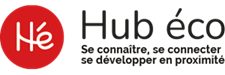 Hé
Hub éco
Se connaître, se connecter
se développer en proximité